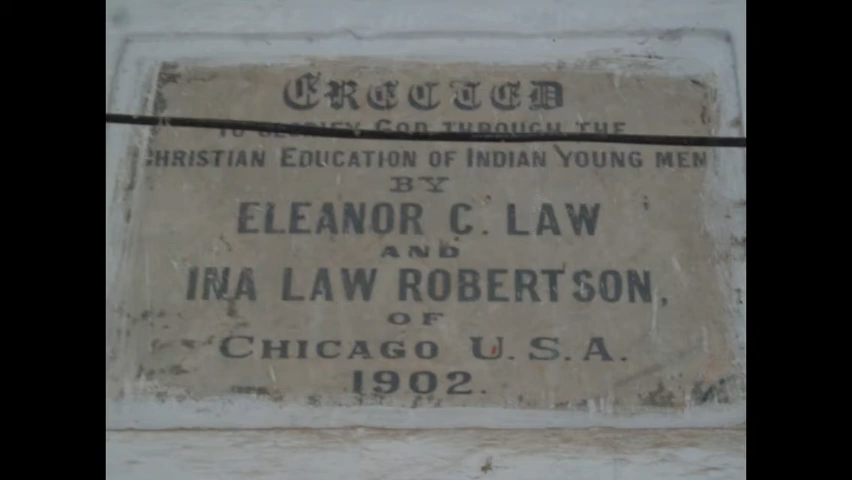 ERECTED
TO GLORIFY GOD THROUGH THE
CHRISTIAN EDUCATION OF INDIAN YOUNG MEN
BY
ELEANOR C. LAW
AND
INA LAW ROBERTSON,
OF
CHICAGO U.S.A.
1902.